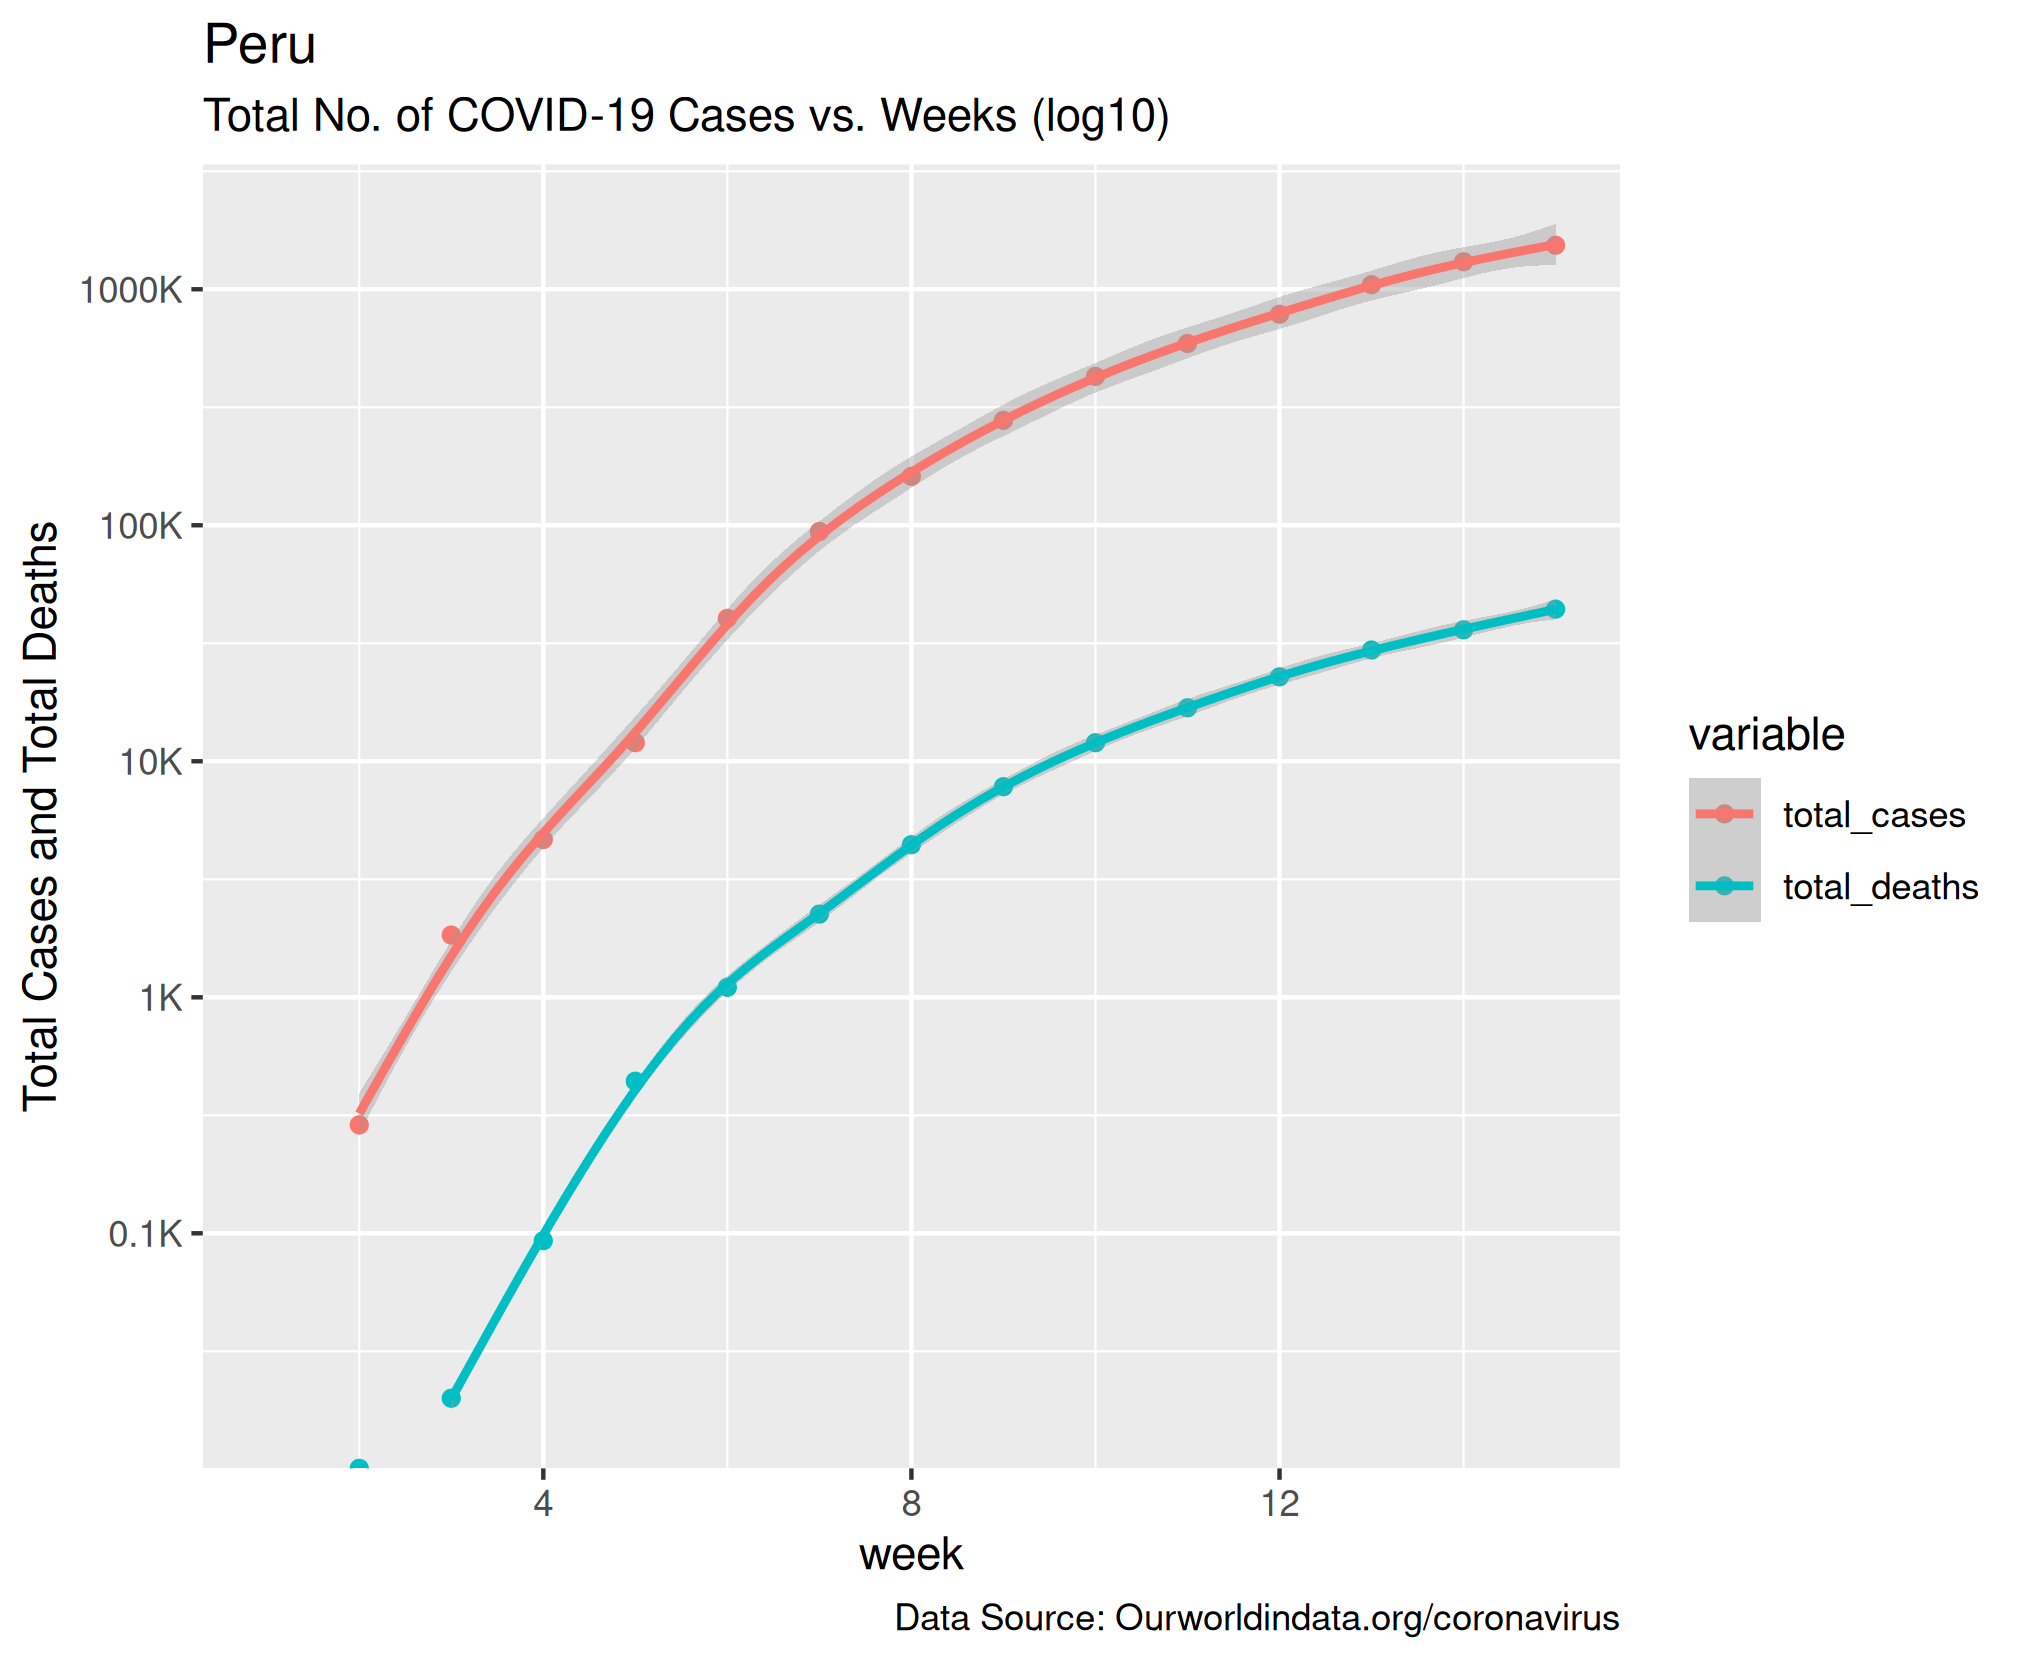 Peru
Total No. of COVID-19 Cases vs. Weeks (log10)
Total Cases and Total Deaths
1000K
100K
10K
1K
0.1K
4
8
12
week
variable
total_cases
total_deaths
Data Source: Ourworldindata.org/coronavirus